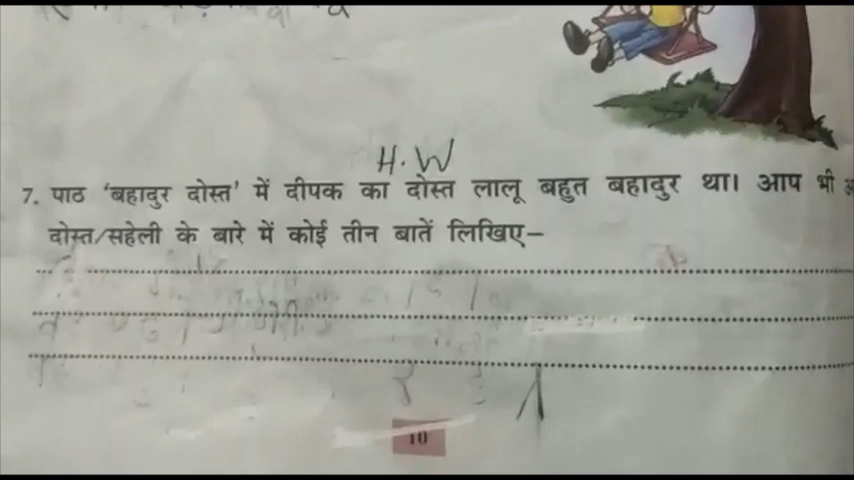 H.W
7. पाठ 'बहादुर दोस्त' में दीपक का दोस्त लालू बहुत बहादुर था। आप भी
दोस्त/सहेली के बारे में कोई तीन बातें लिखिए–
10